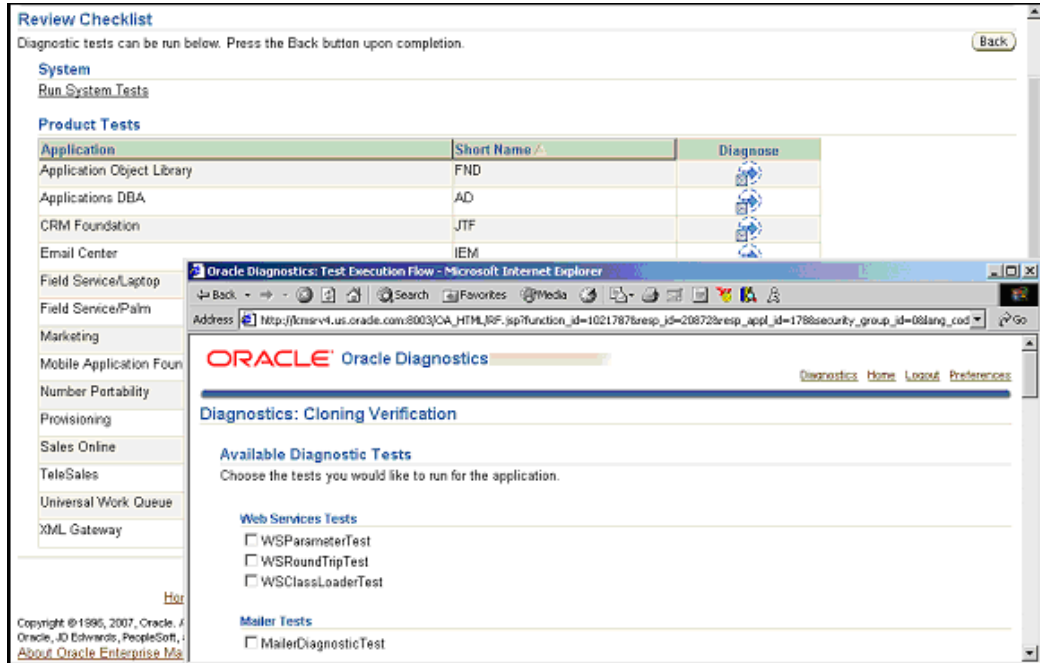 Review Checklist
Diagnostic tests can be run below. Press the Back button upon completion.
Back
System
Run System Tests
Product Tests
Application Short Name Diagnose
Application Object Library FND
Applications DBA AD
CRM Foundation JTF
Email Center IEM
Field Service/Laptop
Field Service/Palm
Marketing
Mobile Application Foun
Number Portability
Provisioning
Sales Online
TeleSales
Universal Work Queue
XML Gateway
Copyright © 1995, 2007, Oracle.
Oracle, JD Edwards, PeopleSoft,
About Oracle Enterprise Ma
Oracle Diagnostics: Test Execution Flow - Microsoft Internet Explorer
Back Search Favorites Media
Address Go
ORACLE Oracle Diagnostics
Diagnostics Home Logout Preferences
Diagnostics: Cloning Verification
Available Diagnostic Tests
Choose the tests you would like to run for the application.
Web Services Tests
WSParameterTest
WSRoundTripTest
WSClassLoaderTest
Mailer Tests
MailerDiagnosticTest